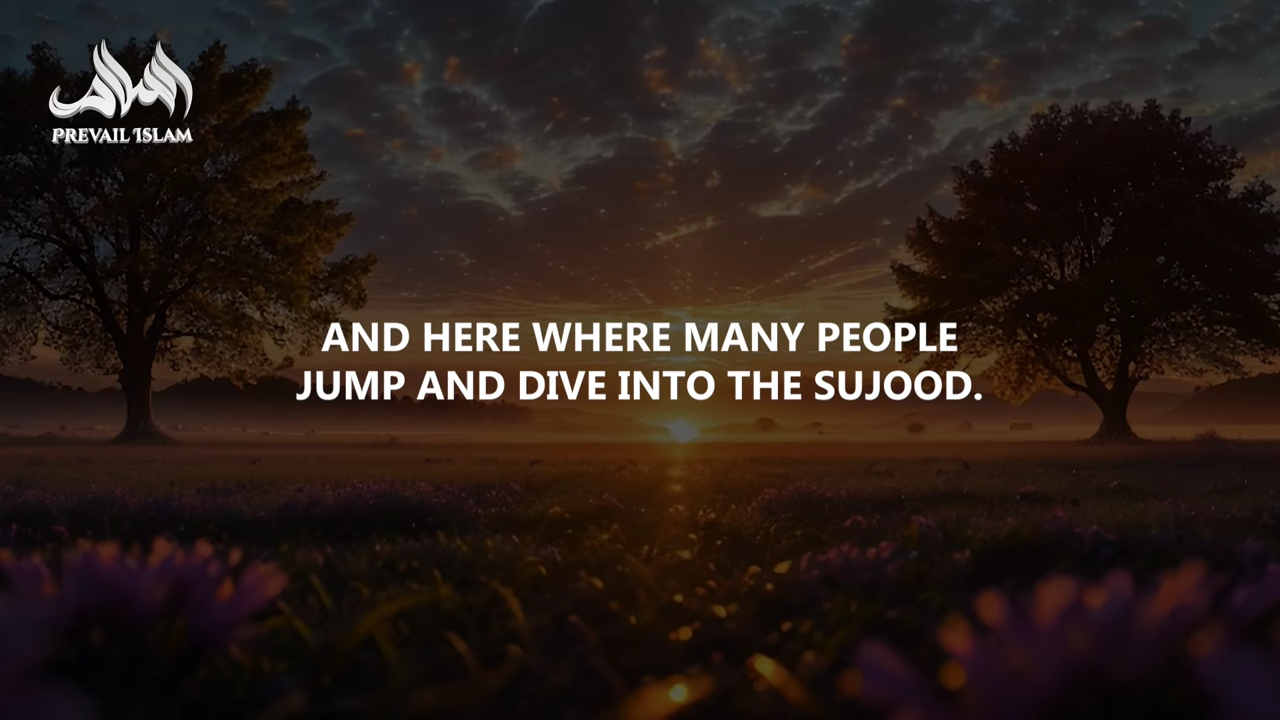 PREVAIL ISLAM
AND HERE WHERE MANY PEOPLE
JUMP AND DIVE INTO THE SUJOOD.